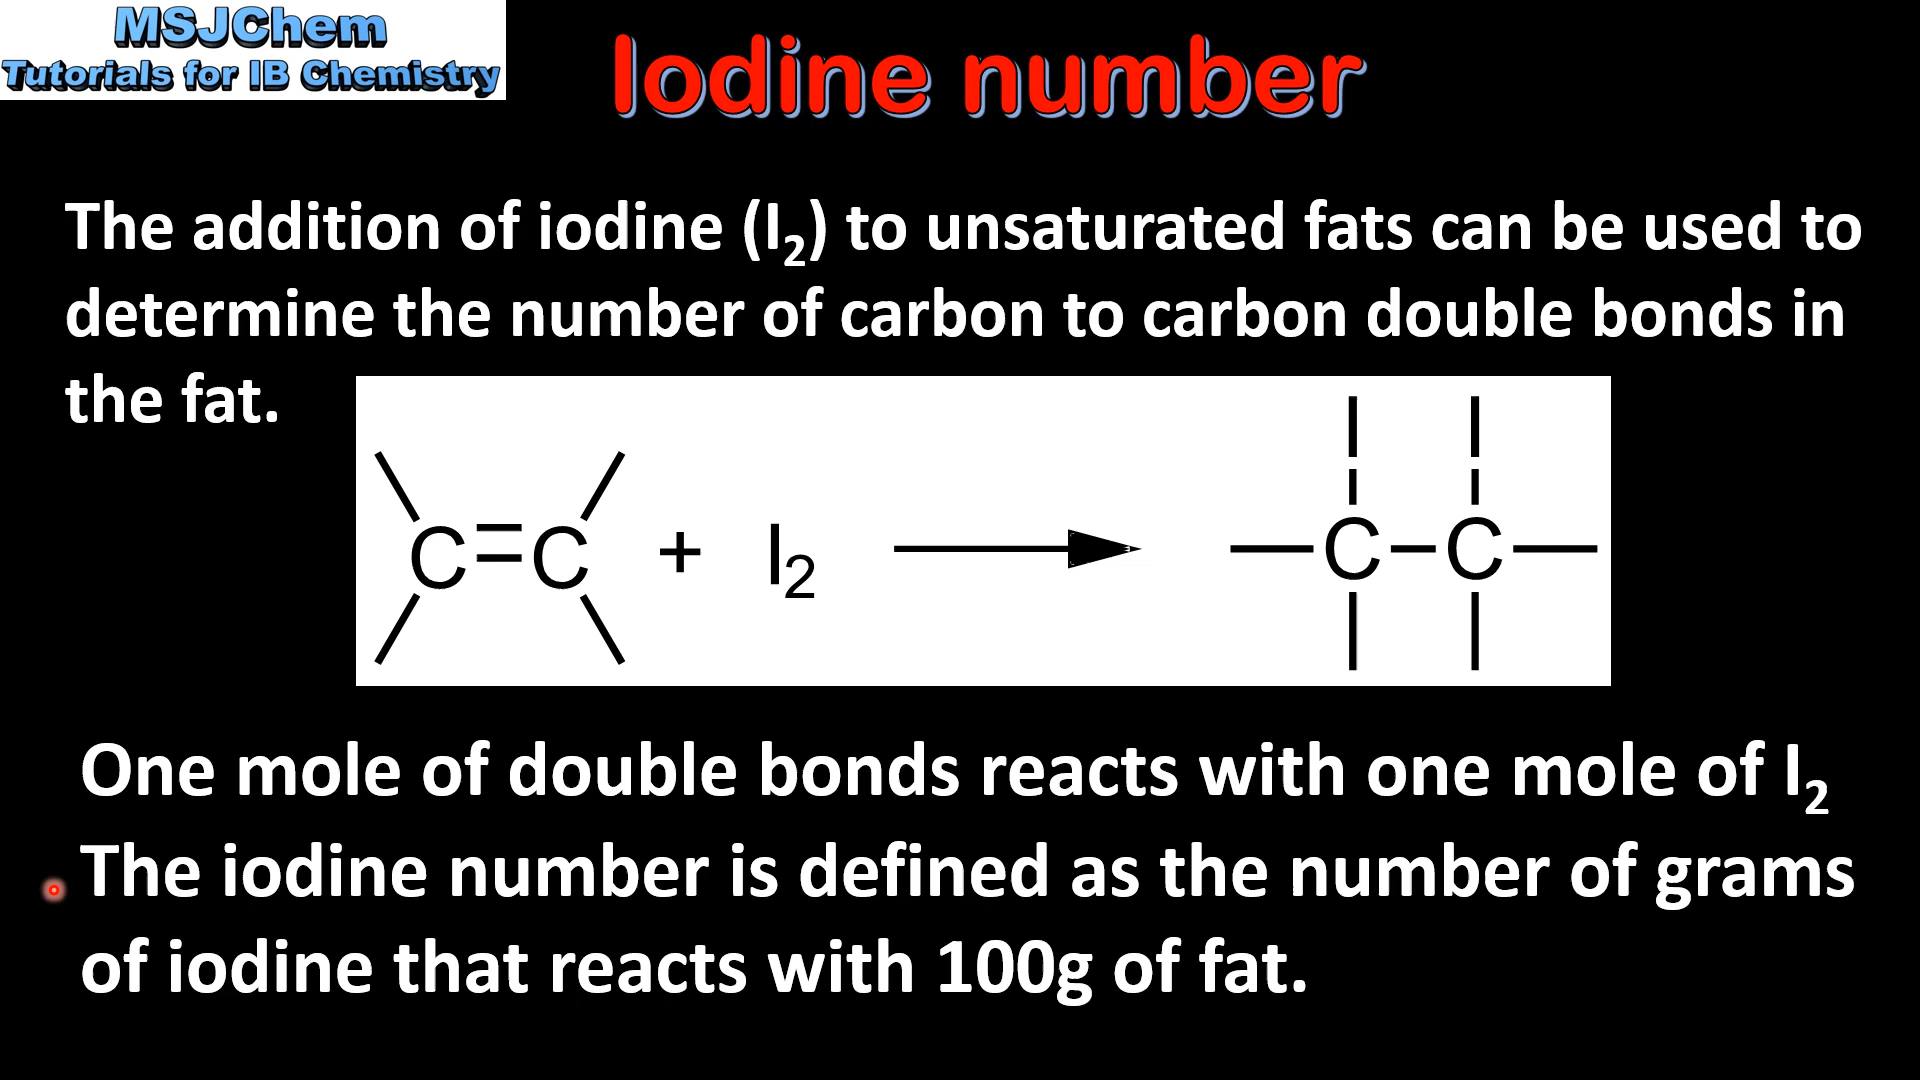 MSJChem
Tutorials for IB Chemistry
Iodine number
The addition of iodine (I₂) to unsaturated fats can be used to
determine the number of carbon to carbon double bonds in
the fat.
I I
C=C + I₂ C–C
One mole of double bonds reacts with one mole of I₂
The iodine number is defined as the number of grams
of iodine that reacts with 100g of fat.